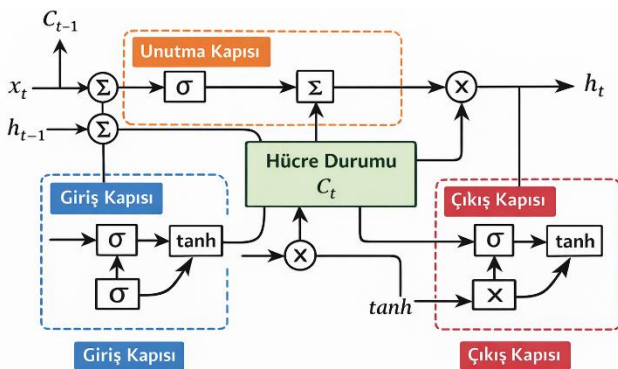 C_{t-1}
Unutma Kapısı
x_t Σ σ Σ × h_t
h_{t-1} Σ
Hücre Durumu
C_t
Giriş Kapısı
σ tanh
σ
×
tanh
Çıkış Kapısı
σ tanh
×
Giriş Kapısı
Çıkış Kapısı